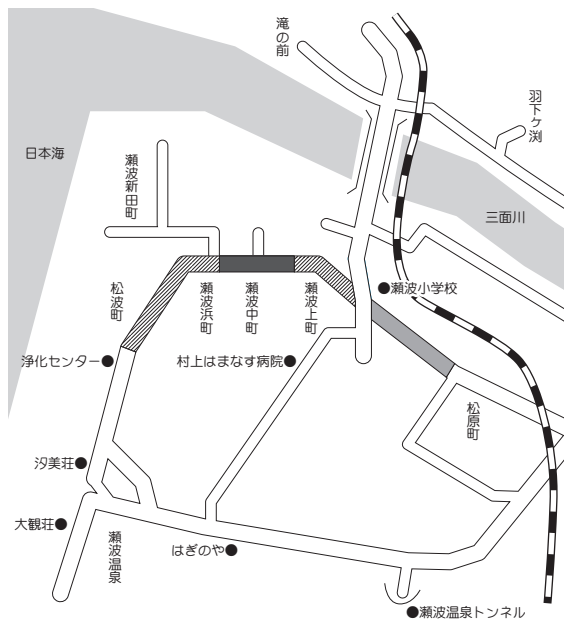 滝の前
羽下ヶ渕
日本海
瀬波新田町
三面川
松波町
瀬波浜町
瀬波中町
瀬波上町
●瀬波小学校
浄化センター●
村上はまなす病院●
松原町
汐美荘●
大観荘●
瀬波温泉
はぎのや●
●瀬波温泉トンネル